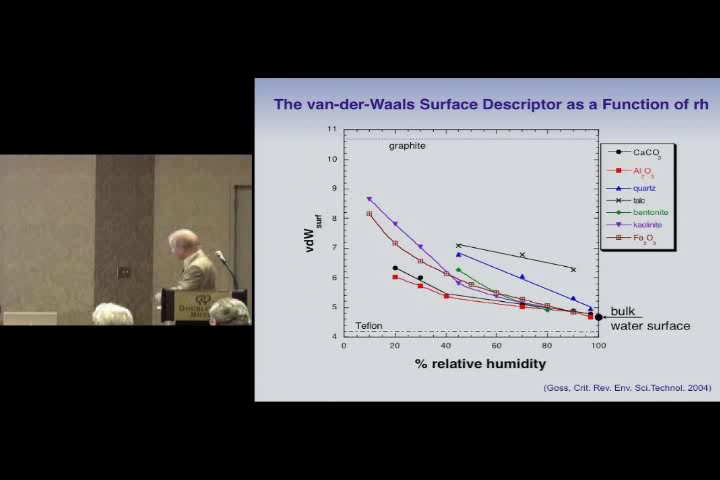 The van-der-Waals Surface Descriptor as a Function of rh
11
10
9
8
7
6
5
4
vdW surf
graphite
Teflon
0
20
40
60
80
100
% relative humidity
CaCO3
Al2O3
quartz
talc
bentonite
kaolinite
Fe2O3
bulk
water surface
(Goss, Crit. Rev. Env. Sci.Technol. 2004)